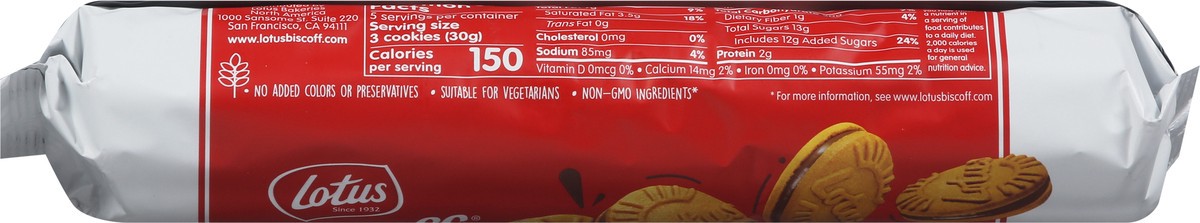 Lotus Bakeries
North America
1000 Sansome St. Suite 220
San Francisco, CA 94111
www.lotusbiscoff.com
Facts
5 Servings per container
Serving size
3 cookies (30g)
Calories
per serving 150
Saturated Fat 3.5g 18%
Trans Fat 0g
Cholesterol 0mg 0%
Sodium 85mg 4%
Dietary Fiber 1g 4%
Total Sugars 13g
Includes 12g Added Sugars 24%
Protein 2g
Vitamin D 0mcg 0% • Calcium 14mg 2% • Iron 0mg 0% • Potassium 55mg 2%
nutrient in
a serving of
food contributes
to a daily diet.
2,000 calories
a day is used
for general
nutrition advice.
• NO ADDED COLORS OR PRESERVATIVES • SUITABLE FOR VEGETARIANS • NON-GMO INGREDIENTS*
* For more information, see www.lotusbiscoff.com
Lotus
Since 1932